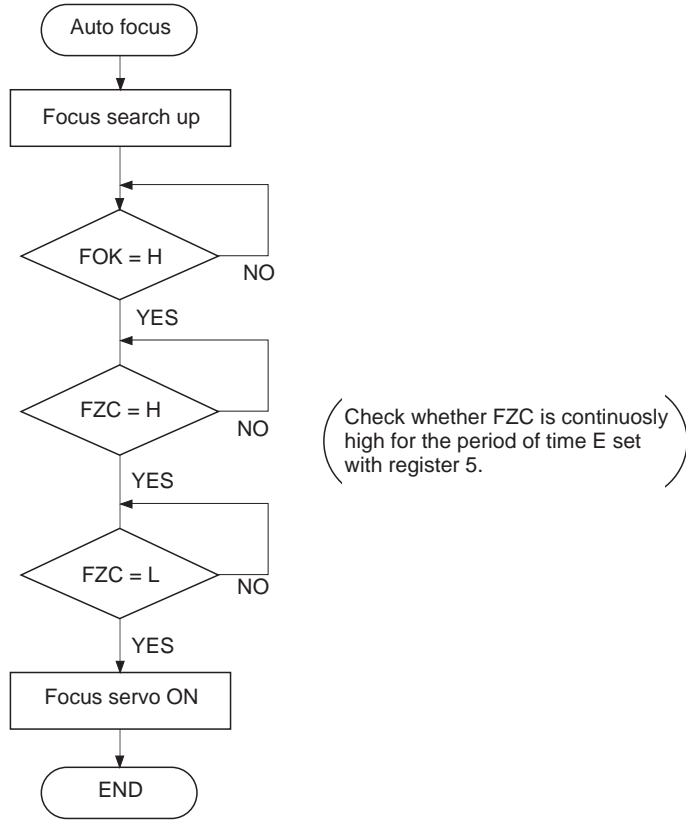 Auto focus
Focus search up
FOK = H
NO
YES
FZC = H
NO
Check whether FZC is continuosly
high for the period of time E set
with register 5.
YES
FZC = L
NO
YES
Focus servo ON
END